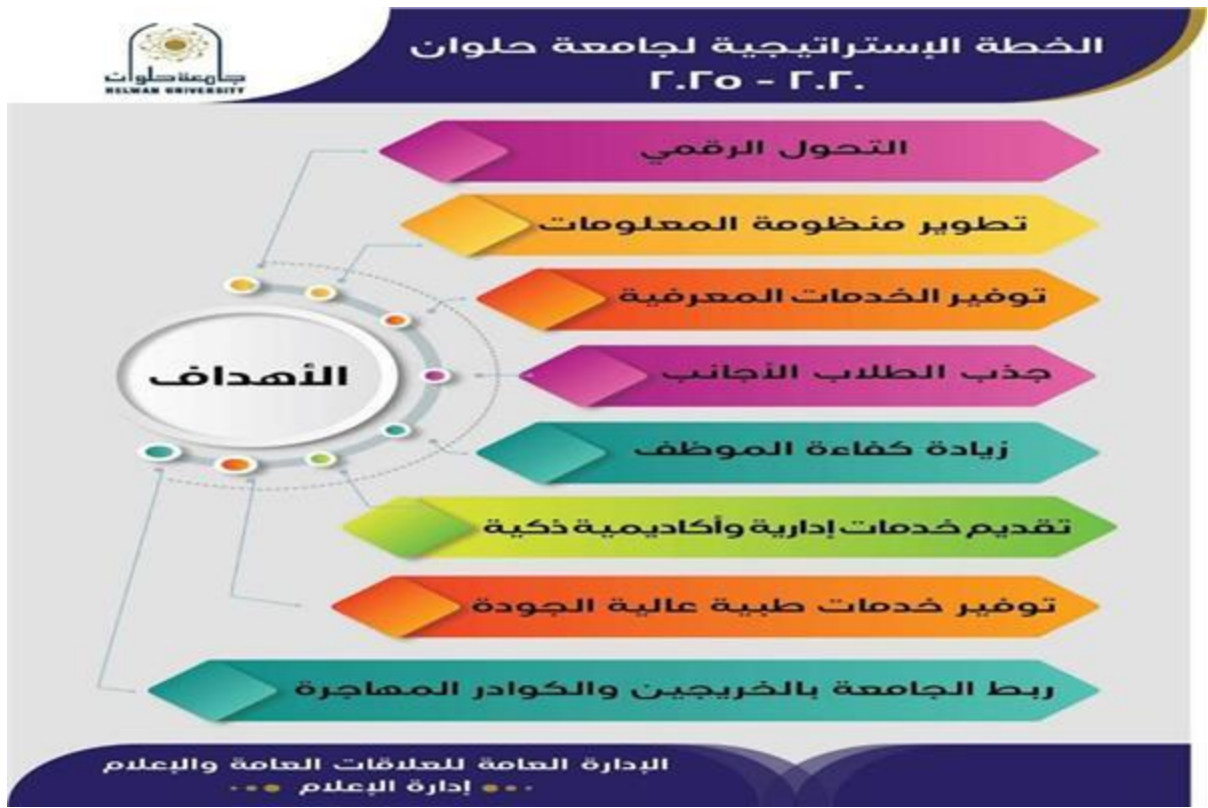 الخطة الإستراتيجية لجامعة حلوان
٢٠٢٠ - ٢٠٢٥
جامعة حلوان
HELWAN UNIVERSITY
التحول الرقمي
تطوير منظومة المعلومات
توفير الخدمات المعرفية
جذب الطلاب الأجانب
الأهداف
زيادة كفاءة الموظف
تقديم خدمات إدارية وأكاديمية ذكية
توفير خدمات طبية عالية الجودة
ربط الجامعة بالخريجين والكوادر المهاجرة
الإدارة العامة للعلاقات العامة والإعلام
إدارة الإعلام